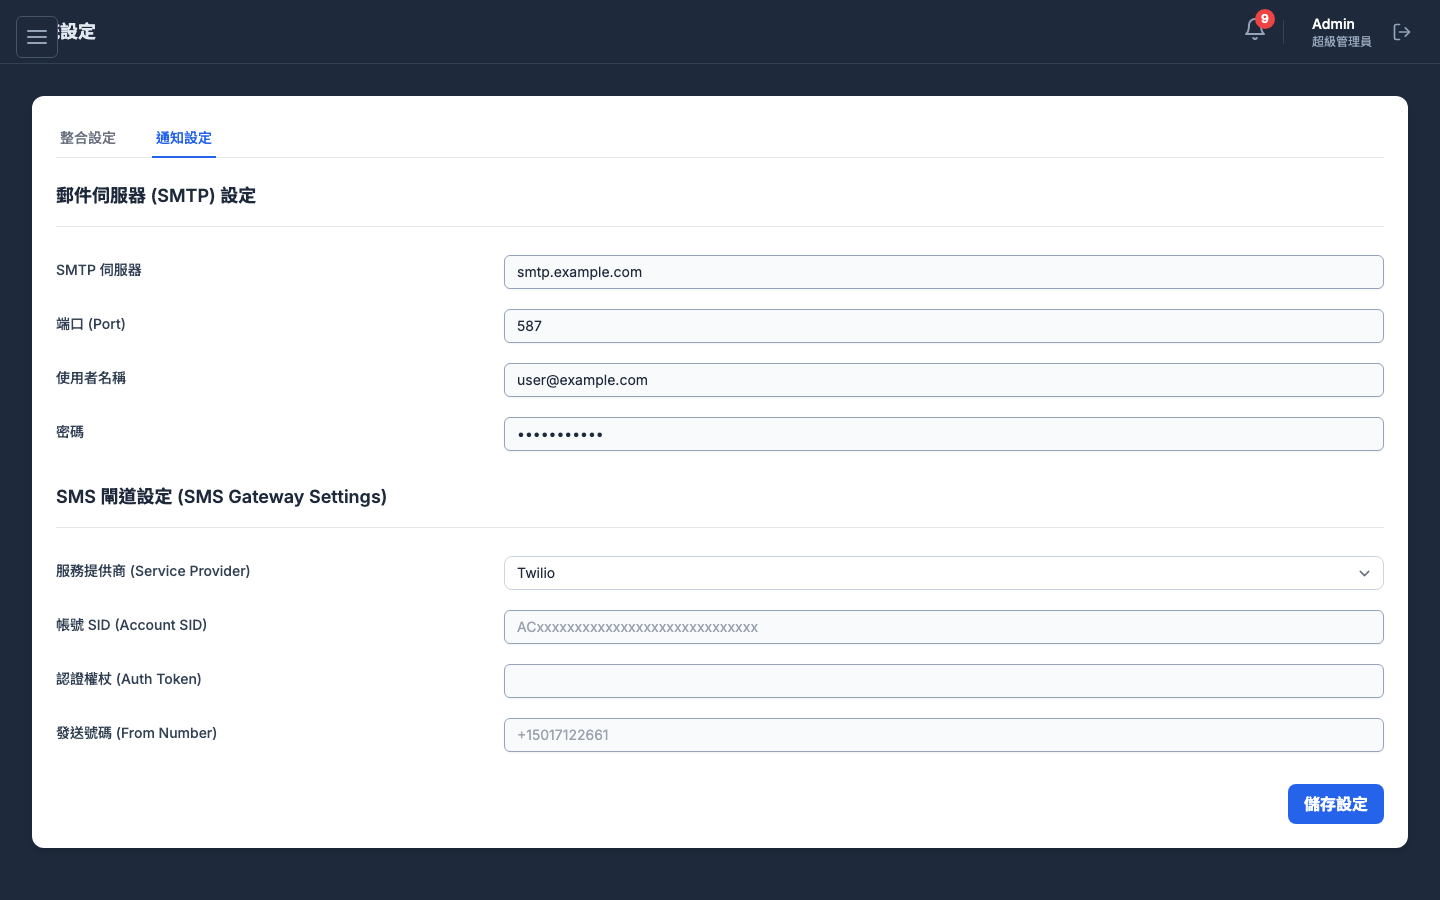 設定
9
Admin
超級管理員
整合設定
通知設定
郵件伺服器 (SMTP) 設定
SMTP 伺服器
smtp.example.com
端口 (Port)
587
使用者名稱
user@example.com
密碼
•••••••••••
SMS 閘道設定 (SMS Gateway Settings)
服務提供商 (Service Provider)
Twilio
帳號 SID (Account SID)
ACxxxxxxxxxxxxxxxxxxxxxxxxxxxxx
認證權杖 (Auth Token)
發送號碼 (From Number)
+15017122661
儲存設定